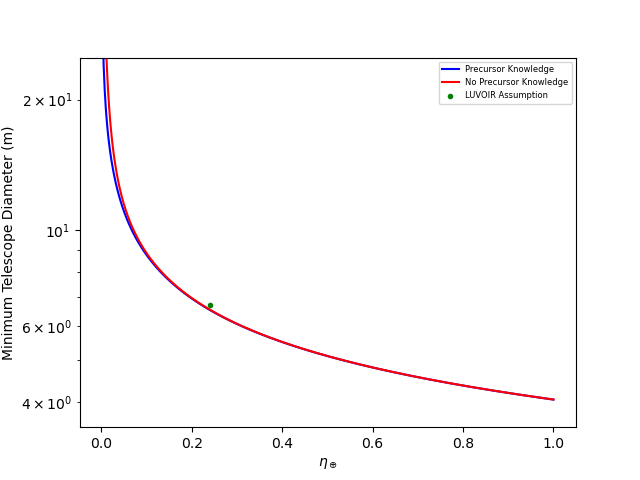 Precursor Knowledge
No Precursor Knowledge
LUVOIR Assumption
Minimum Telescope Diameter (m)
2 × 10¹
10¹
6 × 10⁰
4 × 10⁰
0.0 0.2 0.4 0.6 0.8 1.0
η⊕